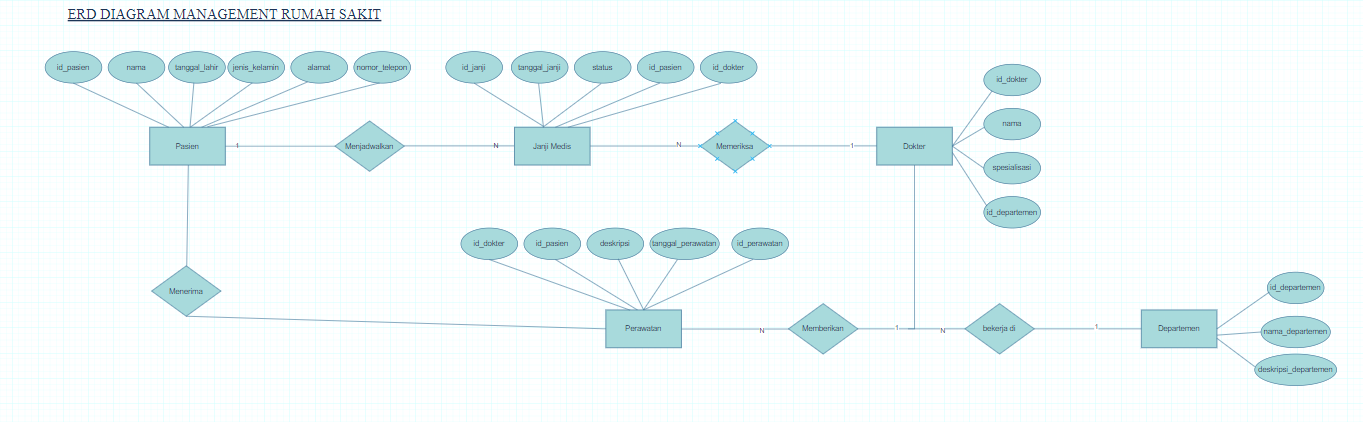 ERD DIAGRAM MANAGEMENT RUMAH SAKIT
id_pasien
nama
tanggal_lahir
jenis_kelamin
alamat
nomor_telepon
id_janji
tanggal_janji
status
id_pasien
id_dokter
id_dokter
nama
spesialisasi
id_departemen
Pasien
1
Menjadwalkan
N
Janji Medis
N
Memeriksa
1
Dokter
id_dokter
id_pasien
deskripsi
tanggal_perawatan
id_perawatan
Menerima
Perawatan
N
Memberikan
1
N
bekerja di
1
Departemen
id_departemen
nama_departemen
deskripsi_departemen